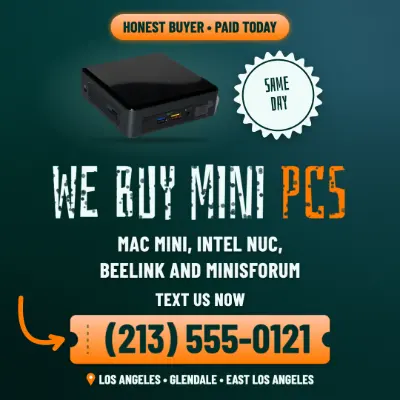 HONEST BUYER • PAID TODAY
SAME
DAY
WE BUY MINI PCS
MAC MINI, INTEL NUC,
BEELINK AND MINISFORUM
TEXT US NOW
(213) 555-0121
LOS ANGELES • GLENDALE • EAST LOS ANGELES